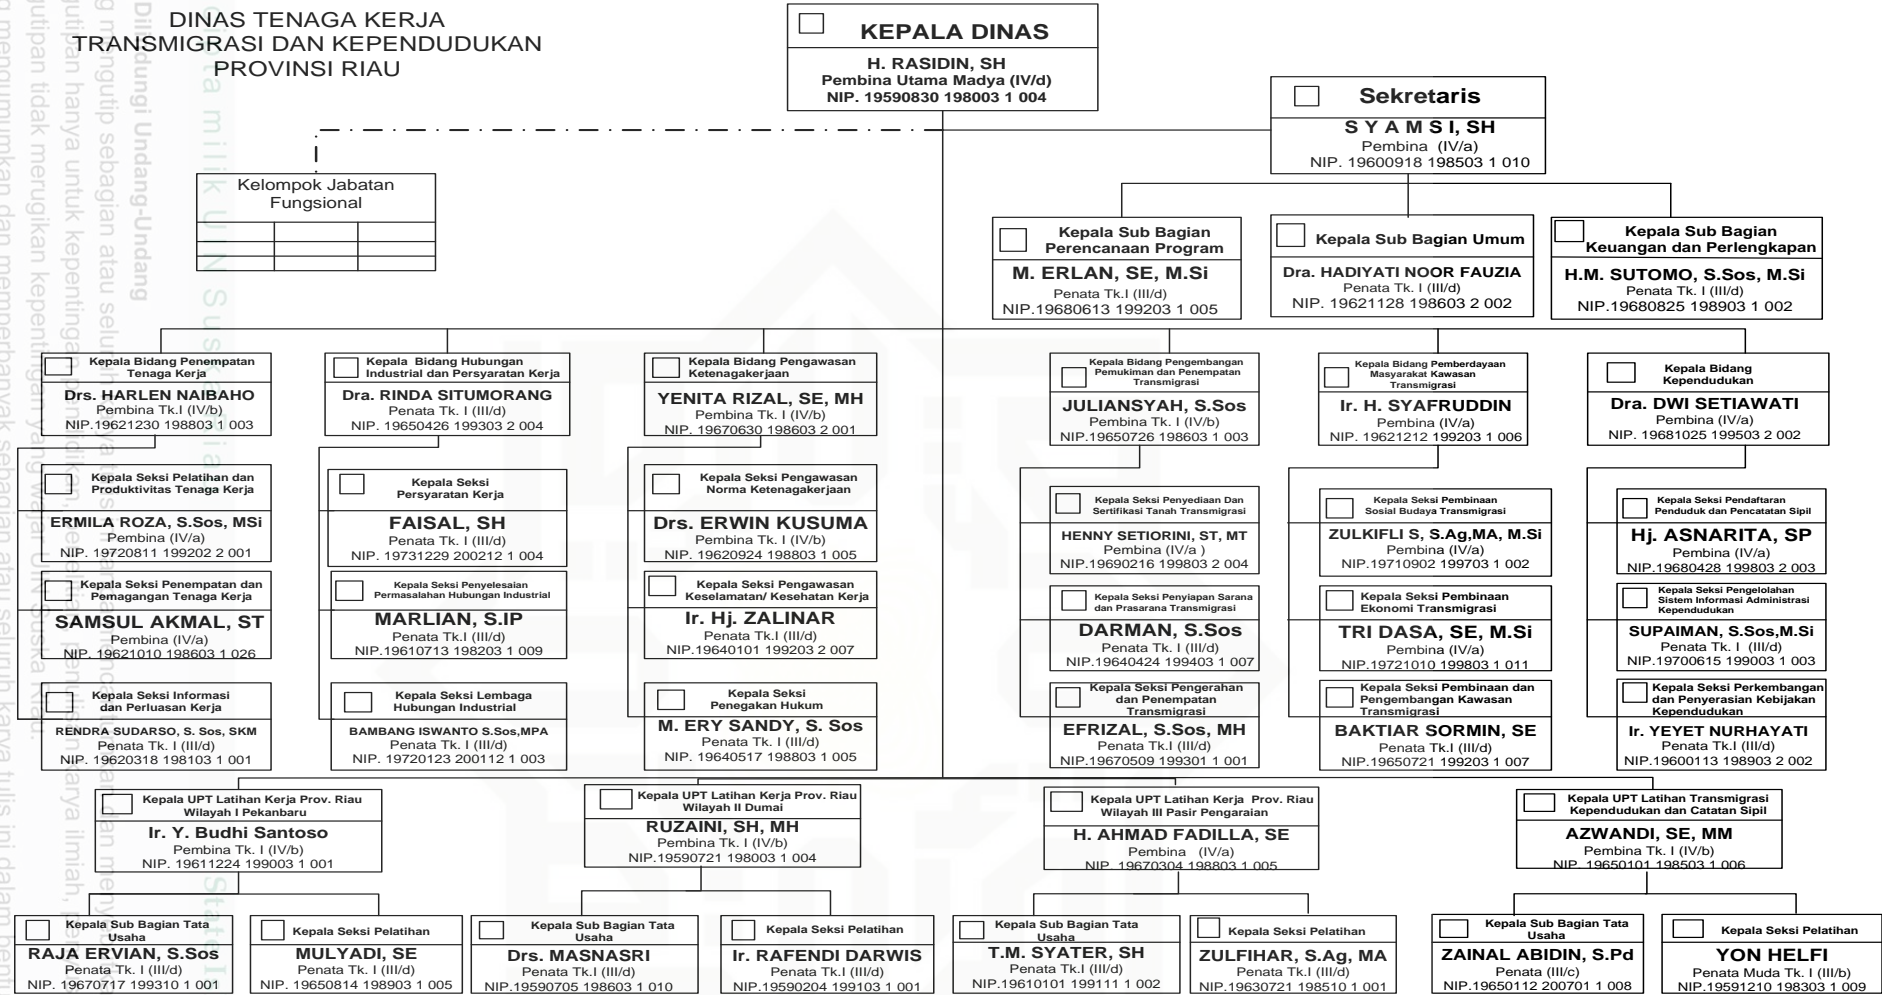 DINAS TENAGA KERJA
TRANSMIGRASI DAN KEPENDUDUKAN
PROVINSI RIAU
KEPALA DINAS
H. RASIDIN, SH
Pembina Utama Madya (IV/d)
NIP. 19590830 198003 1 004
Sekretaris
S Y A M S I, SH
Pembina (IV/a)
NIP. 19600918 198503 1 010
Kelompok Jabatan
Fungsional
Kepala Sub Bagian
Perencanaan Program
M. ERLAN, SE, M.Si
Penata Tk.I (III/d)
NIP.19680613 199203 1 005
Kepala Sub Bagian Umum
Dra. HADIYATI NOOR FAUZIA
Penata Tk. I (III/d)
NIP. 19621128 198603 2 002
Kepala Sub Bagian
Keuangan dan Perlengkapan
H.M. SUTOMO, S.Sos, M.Si
Penata Tk. I (III/d)
NIP.19680825 198903 1 002
Kepala Bidang Penempatan
Tenaga Kerja
Drs. HARLEN NAIBAHO
Pembina Tk.I (IV/b)
NIP.19621230 198803 1 003
Kepala Bidang Hubungan
Industrial dan Persyaratan Kerja
Dra. RINDA SITUMORANG
Penata Tk. I (III/d)
NIP. 19650426 199303 2 004
Kepala Bidang Pengawasan
Ketenagakerjaan
YENITA RIZAL, SE, MH
Pembina Tk. I (IV/b)
NIP. 19670630 198603 2 001
Kepala Bidang Pengembangan
Pemukiman dan Penempatan
Transmigrasi
JULIANSYAH, S.Sos
Pembina Tk. I (IV/b)
NIP.19650726 198603 1 003
Kepala Bidang Pemberdayaan
Masyarakat Kawasan
Transmigrasi
Ir. H. SYAFRUDDIN
Pembina (IV/a)
NIP. 19621212 199203 1 006
Kepala Bidang
Kependudukan
Dra. DWI SETIAWATI
Pembina (IV/a)
NIP. 19681025 199503 2 002
Kepala Seksi Pelatihan dan
Produktivitas Tenaga Kerja
ERMILA ROZA, S.Sos, MSi
Pembina (IV/a)
NIP. 19720811 199202 2 001
Kepala Seksi
Persyaratan Kerja
FAISAL, SH
Penata Tk. I (III/d)
NIP. 19731229 200212 1 004
Kepala Seksi Pengawasan
Norma Ketenagakerjaan
Drs. ERWIN KUSUMA
Penata Tk. I (III/b)
NIP. 19620924 198803 1 005
Kepala Seksi Penyediaan Dan
Sertifikasi Tanah Transmigrasi
HENNY SETIORINI, ST, MT
Pembina (IV/a )
NIP.19690216 199803 2 004
Kepala Seksi Pembinaan
Sosial Budaya Transmigrasi
ZULKIFLI S, S.Ag,MA, M.Si
Pembina (IV/a)
NIP.19710902 199703 1 002
Kepala Seksi Pendaftaran
Penduduk dan Pencatatan Sipil
Hj. ASNARITA, SP
Pembina (IV/a)
NIP.19680428 199803 2 003
Kepala Seksi Penempatan dan
Pemagangan Tenaga Kerja
SAMSUL AKMAL, ST
Pembina (IV/a)
NIP. 19621010 198603 1 026
Kepala Seksi Penyelesaian
Permasalahan Hubungan Industrial
MARLIAN, S.IP
Penata Tk.I (III/d)
NIP. 19610713 198203 1 009
Kepala Seksi Pengawasan
Keselamatan/ Kesehatan Kerja
Ir. Hj. ZALINAR
Penata Tk.I (III/d)
NIP.19640101 199203 2 007
Kepala Seksi Penyiapan Sarana
dan Prasarana Transmigrasi
DARMAN, S.Sos
Penata Tk. I (III/d)
NIP.19640424 199403 1 007
Kepala Seksi Pembinaan
Ekonomi Transmigrasi
TRI DASA, SE, M.Si
Pembina (IV/a)
NIP.19721010 199803 1 011
Kepala Seksi Pengelolahan
Sistem Informasi Administrasi
Kependudukan
SUPAIMAN, S.Sos,M.Si
Penata Tk. I (III/d)
NIP.19700615 199003 1 003
Kepala Seksi Informasi
dan Perluasan Kerja
RENDRA SUDARSO, S. Sos, SKM
Penata Tk. I (III/d)
NIP. 19620318 198103 1 001
Kepala Seksi Lembaga
Hubungan Industrial
BAMBANG ISWANTO S.Sos,MPA
Penata Tk. I (III/d)
NIP. 19720123 200112 1 003
Kepala Seksi
Penegakan Hukum
M. ERY SANDY, S. Sos
Penata Tk. I (III/d)
NIP. 19640517 198803 1 005
Kepala Seksi Pengerahan
dan Penempatan
Transmigrasi
EFRIZAL, S.Sos, MH
Penata Tk. I (III/d)
NIP.19670509 199301 1 001
Kepala Seksi Pembinaan dan
Pengembangan Kawasan
Transmigrasi
BAKTIAR SORMIN, SE
Penata Tk.I (III/d)
NIP.19650721 199203 1 007
Kepala Seksi Perkembangan
dan Penyerasian Kebijakan
Kependudukan
Ir. YEYET NURHAYATI
Penata Tk.I (III/d)
NIP.19600113 198903 2 002
Kepala UPT Latihan Kerja Prov. Riau
Wilayah I Pekanbaru
Ir. Y. Budhi Santoso
Pembina Tk. I (IV/b)
NIP. 19611224 199003 1 001
Kepala UPT Latihan Kerja Prov. Riau
Wilayah II Dumai
RUZAINI, SH, MH
Pembina Tk. I (IV/b)
NIP.19590721 198003 1 004
Kepala UPT Latihan Kerja Prov. Riau
Wilayah III Pasir Pengaraian
H. AHMAD FADILLA, SE
Pembina (IV/a)
NIP. 19670304 198803 1 005
Kepala UPT Latihan Transmigrasi
Kependudukan dan Catatan Sipil
AZWANDI, SE, MM
Pembina Tk. I (IV/b)
NIP. 19650101 198503 1 006
Kepala Sub Bagian Tata
Usaha
RAJA ERVIAN, S.Sos
Penata Tk. I (III/d)
NIP. 19670717 199310 1 001
Kepala Seksi Pelatihan
MULYADI, SE
Penata Tk. I (III/d)
NIP. 19650814 198903 1 005
Kepala Sub Bagian Tata
Usaha
Drs. MASNASRI
Penata Tk.I (III/d)
NIP.19590705 198603 1 010
Kepala Seksi Pelatihan
Ir. RAFENDI DARWIS
Penata Tk.I (III/d)
NIP.19590204 199103 1 001
Kepala Sub Bagian Tata
Usaha
T.M. SYATER, SH
Penata Tk.I (III/d)
NIP.19610101 199111 1 002
Kepala Seksi Pelatihan
ZULFIHAR, S.Ag, MA
Penata Tk.I (III/d)
NIP.19630721 198510 1 001
Kepala Sub Bagian Tata
Usaha
ZAINAL ABIDIN, S.Pd
Penata (III/c)
NIP.19650112 200701 1 008
Kepala Seksi Pelatihan
YON HELFI
Penata Muda Tk. I (III/b)
NIP.19591210 198303 1 009